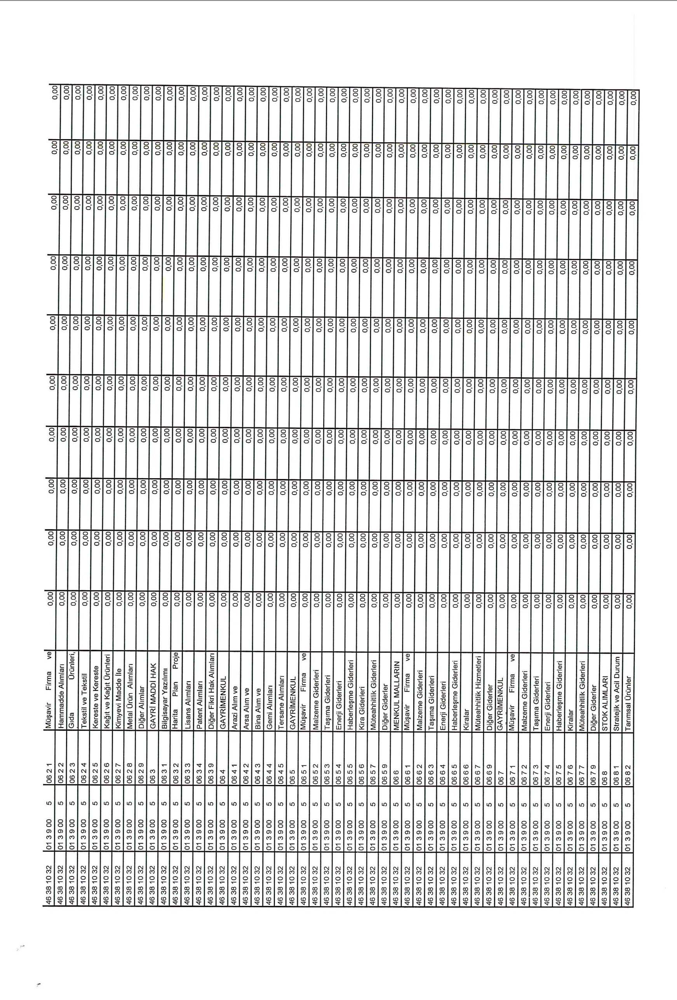 46 38 10 32 01 3 9 00 5 06 2 1 Müşavir Firma ve 0,00 0,00 0,00 0,00 0,00 0,00 0,00 0,00 0,00 0,00
46 38 10 32 01 3 9 00 5 06 2 2 Hammadde Alımları 0,00 0,00 0,00 0,00 0,00 0,00 0,00 0,00 0,00 0,00
46 38 10 32 01 3 9 00 5 06 2 3 Gıda Ürünleri, 0,00 0,00 0,00 0,00 0,00 0,00 0,00 0,00 0,00 0,00
46 38 10 32 01 3 9 00 5 06 2 4 Tekstil ve Tekstil 0,00 0,00 0,00 0,00 0,00 0,00 0,00 0,00 0,00 0,00
46 38 10 32 01 3 9 00 5 06 2 5 Kereste ve Kereste 0,00 0,00 0,00 0,00 0,00 0,00 0,00 0,00 0,00 0,00
46 38 10 32 01 3 9 00 5 06 2 6 Kağıt ve Kağıt Ürünleri 0,00 0,00 0,00 0,00 0,00 0,00 0,00 0,00 0,00 0,00
46 38 10 32 01 3 9 00 5 06 2 7 Kimyevi Madde İle 0,00 0,00 0,00 0,00 0,00 0,00 0,00 0,00 0,00 0,00
46 38 10 32 01 3 9 00 5 06 2 8 Metal Ürün Alımları 0,00 0,00 0,00 0,00 0,00 0,00 0,00 0,00 0,00 0,00
46 38 10 32 01 3 9 00 5 06 2 9 Diğer Alımlar 0,00 0,00 0,00 0,00 0,00 0,00 0,00 0,00 0,00 0,00
46 38 10 32 01 3 9 00 5 06 3 GAYRİ MADDİ HAK 0,00 0,00 0,00 0,00 0,00 0,00 0,00 0,00 0,00 0,00
46 38 10 32 01 3 9 00 5 06 3 1 Bilgisayar Yazılımı 0,00 0,00 0,00 0,00 0,00 0,00 0,00 0,00 0,00 0,00
46 38 10 32 01 3 9 00 5 06 3 2 Harita Plan Proje 0,00 0,00 0,00 0,00 0,00 0,00 0,00 0,00 0,00 0,00
46 38 10 32 01 3 9 00 5 06 3 3 Lisans Alımları 0,00 0,00 0,00 0,00 0,00 0,00 0,00 0,00 0,00 0,00
46 38 10 32 01 3 9 00 5 06 3 4 Patent Alımları 0,00 0,00 0,00 0,00 0,00 0,00 0,00 0,00 0,00 0,00
46 38 10 32 01 3 9 00 5 06 3 9 Diğer Fikri Hak Alımları 0,00 0,00 0,00 0,00 0,00 0,00 0,00 0,00 0,00 0,00
46 38 10 32 01 3 9 00 5 06 4 GAYRİMENKUL 0,00 0,00 0,00 0,00 0,00 0,00 0,00 0,00 0,00 0,00
46 38 10 32 01 3 9 00 5 06 4 1 Arazi Alım ve 0,00 0,00 0,00 0,00 0,00 0,00 0,00 0,00 0,00 0,00
46 38 10 32 01 3 9 00 5 06 4 2 Arsa Alım ve 0,00 0,00 0,00 0,00 0,00 0,00 0,00 0,00 0,00 0,00
46 38 10 32 01 3 9 00 5 06 4 3 Bina Alım ve 0,00 0,00 0,00 0,00 0,00 0,00 0,00 0,00 0,00 0,00
46 38 10 32 01 3 9 00 5 06 4 4 Gemi Alımları 0,00 0,00 0,00 0,00 0,00 0,00 0,00 0,00 0,00 0,00
46 38 10 32 01 3 9 00 5 06 4 5 Tersane Alımları 0,00 0,00 0,00 0,00 0,00 0,00 0,00 0,00 0,00 0,00
46 38 10 32 01 3 9 00 5 06 5 GAYRİMENKUL 0,00 0,00 0,00 0,00 0,00 0,00 0,00 0,00 0,00 0,00
46 38 10 32 01 3 9 00 5 06 5 1 Müşavir Firma ve 0,00 0,00 0,00 0,00 0,00 0,00 0,00 0,00 0,00 0,00
46 38 10 32 01 3 9 00 5 06 5 2 Malzeme Giderleri 0,00 0,00 0,00 0,00 0,00 0,00 0,00 0,00 0,00 0,00
46 38 10 32 01 3 9 00 5 06 5 3 Taşıma Giderleri 0,00 0,00 0,00 0,00 0,00 0,00 0,00 0,00 0,00 0,00
46 38 10 32 01 3 9 00 5 06 5 4 Enerji Giderleri 0,00 0,00 0,00 0,00 0,00 0,00 0,00 0,00 0,00 0,00
46 38 10 32 01 3 9 00 5 06 5 5 Haberleşme Giderleri 0,00 0,00 0,00 0,00 0,00 0,00 0,00 0,00 0,00 0,00
46 38 10 32 01 3 9 00 5 06 5 6 Kira Giderleri 0,00 0,00 0,00 0,00 0,00 0,00 0,00 0,00 0,00 0,00
46 38 10 32 01 3 9 00 5 06 5 7 Müteahhitlik Giderleri 0,00 0,00 0,00 0,00 0,00 0,00 0,00 0,00 0,00 0,00
46 38 10 32 01 3 9 00 5 06 5 9 Diğer Giderler 0,00 0,00 0,00 0,00 0,00 0,00 0,00 0,00 0,00 0,00
46 38 10 32 01 3 9 00 5 06 6 MENKUL MALLARIN 0,00 0,00 0,00 0,00 0,00 0,00 0,00 0,00 0,00 0,00
46 38 10 32 01 3 9 00 5 06 6 1 Müşavir Firma ve 0,00 0,00 0,00 0,00 0,00 0,00 0,00 0,00 0,00 0,00
46 38 10 32 01 3 9 00 5 06 6 2 Malzeme Giderleri 0,00 0,00 0,00 0,00 0,00 0,00 0,00 0,00 0,00 0,00
46 38 10 32 01 3 9 00 5 06 6 3 Taşıma Giderleri 0,00 0,00 0,00 0,00 0,00 0,00 0,00 0,00 0,00 0,00
46 38 10 32 01 3 9 00 5 06 6 4 Enerji Giderleri 0,00 0,00 0,00 0,00 0,00 0,00 0,00 0,00 0,00 0,00
46 38 10 32 01 3 9 00 5 06 6 5 Haberleşme Giderleri 0,00 0,00 0,00 0,00 0,00 0,00 0,00 0,00 0,00 0,00
46 38 10 32 01 3 9 00 5 06 6 6 Kiralar 0,00 0,00 0,00 0,00 0,00 0,00 0,00 0,00 0,00 0,00
46 38 10 32 01 3 9 00 5 06 6 7 Müteahhitlik Hizmetleri 0,00 0,00 0,00 0,00 0,00 0,00 0,00 0,00 0,00 0,00
46 38 10 32 01 3 9 00 5 06 6 9 Diğer Giderler 0,00 0,00 0,00 0,00 0,00 0,00 0,00 0,00 0,00 0,00
46 38 10 32 01 3 9 00 5 06 7 GAYRİMENKUL 0,00 0,00 0,00 0,00 0,00 0,00 0,00 0,00 0,00 0,00
46 38 10 32 01 3 9 00 5 06 7 1 Müşavir Firma ve 0,00 0,00 0,00 0,00 0,00 0,00 0,00 0,00 0,00 0,00
46 38 10 32 01 3 9 00 5 06 7 2 Malzeme Giderleri 0,00 0,00 0,00 0,00 0,00 0,00 0,00 0,00 0,00 0,00
46 38 10 32 01 3 9 00 5 06 7 3 Taşıma Giderleri 0,00 0,00 0,00 0,00 0,00 0,00 0,00 0,00 0,00 0,00
46 38 10 32 01 3 9 00 5 06 7 4 Enerji Giderleri 0,00 0,00 0,00 0,00 0,00 0,00 0,00 0,00 0,00 0,00
46 38 10 32 01 3 9 00 5 06 7 5 Haberleşme Giderleri 0,00 0,00 0,00 0,00 0,00 0,00 0,00 0,00 0,00 0,00
46 38 10 32 01 3 9 00 5 06 7 6 Kiralar 0,00 0,00 0,00 0,00 0,00 0,00 0,00 0,00 0,00 0,00
46 38 10 32 01 3 9 00 5 06 7 7 Müteahhitlik Giderleri 0,00 0,00 0,00 0,00 0,00 0,00 0,00 0,00 0,00 0,00
46 38 10 32 01 3 9 00 5 06 7 9 Diğer Giderler 0,00 0,00 0,00 0,00 0,00 0,00 0,00 0,00 0,00 0,00
46 38 10 32 01 3 9 00 5 06 8 STOK ALIMLARI 0,00 0,00 0,00 0,00 0,00 0,00 0,00 0,00 0,00 0,00
46 38 10 32 01 3 9 00 5 06 8 1 Stratejik ve Acil Durum 0,00 0,00 0,00 0,00 0,00 0,00 0,00 0,00 0,00 0,00
46 38 10 32 01 3 9 00 5 06 8 2 Tarımsal Ürünler 0,00 0,00 0,00 0,00 0,00 0,00 0,00 0,00 0,00 0,00